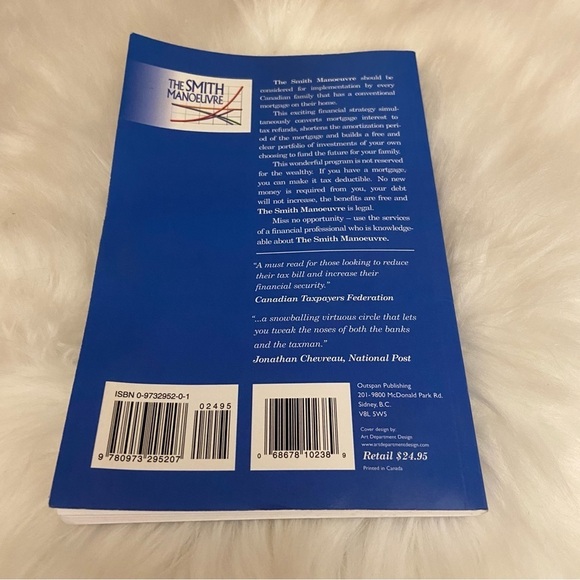 THE SMITH
MANOEUVRE
The Smith Manoeuvre should be
considered for implementation by every
Canadian family that has a conventional
mortgage on their home.
This exciting financial strategy simul-
taneously converts mortgage interest to
tax refunds, shortens the amortization peri-
od of the mortgage and builds a free and
clear portfolio of investments of your own
choosing to fund the future for your family.
This wonderful program is not reserved
for the wealthy. If you have a mortgage,
you can make it tax deductible. No new
money is required from you, your debt
will not increase, the benefits are free and
The Smith Manoeuvre is legal.
Miss no opportunity – use the services
of a financial professional who is knowledge-
able about The Smith Manoeuvre.
"A must read for those looking to reduce
their tax bill and increase their
financial security."
Canadian Taxpayers Federation
"...a snowballing virtuous circle that lets
you tweak the noses of both the banks
and the taxman."
Jonathan Chevreau, National Post
ISBN 0-9732952-0-1
02495
9 780973 295207
0 68678 10238 9
Outspan Publishing
201-9800 McDonald Park Rd.
Sidney, B.C.
V8L 5W5
Cover design by:
Art Department Design
www.artdepartmentdesign.com
Retail $24.95
Printed in Canada